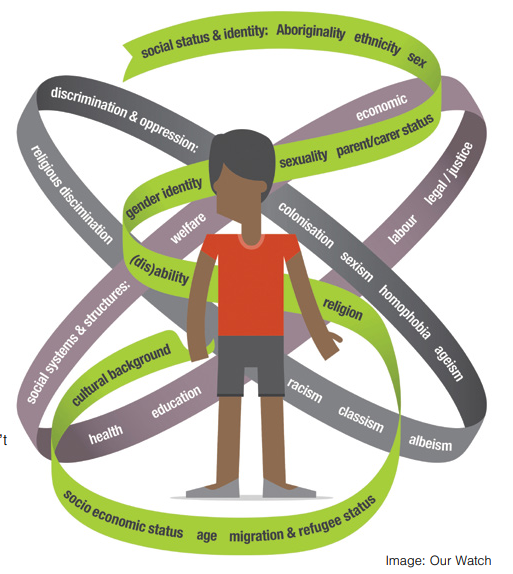 social status & identity: Aboriginality ethnicity sex
parent/carer status
sexuality
gender identity
(dis)ability
religion
socio economic status age migration & refugee status
cultural background
discrimination & oppression:
colonisation sexism homophobia ageism
albeism classism racism
religious discimination
social systems & structures:
welfare
economic
legal / justice
labour
education
health
't
Image: Our Watch